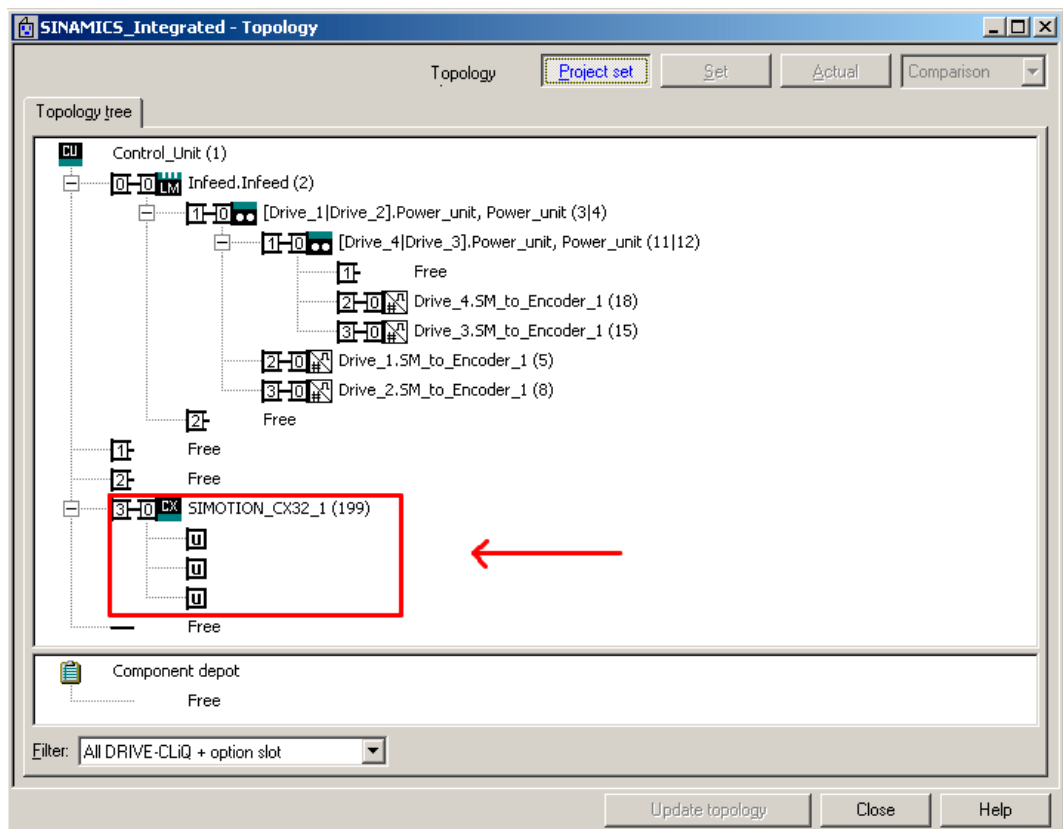 SINAMICS_Integrated - Topology
Topology Project set Set Actual Comparison
Topology tree
CU Control_Unit (1)
0 0 LM Infeed.Infeed (2)
1 0 [Drive_1|Drive_2].Power_unit, Power_unit (3|4)
1 0 [Drive_4|Drive_3].Power_unit, Power_unit (11|12)
1 Free
2 0 # Drive_4.SM_to_Encoder_1 (18)
3 0 # Drive_3.SM_to_Encoder_1 (15)
2 0 # Drive_1.SM_to_Encoder_1 (5)
3 0 # Drive_2.SM_to_Encoder_1 (8)
2 Free
1 Free
2 Free
3 0 CX SIMOTION_CX32_1 (199)
u
u
u
Free
Component depot
Free
Filter: All DRIVE-CLiQ + option slot
Update topology Close Help